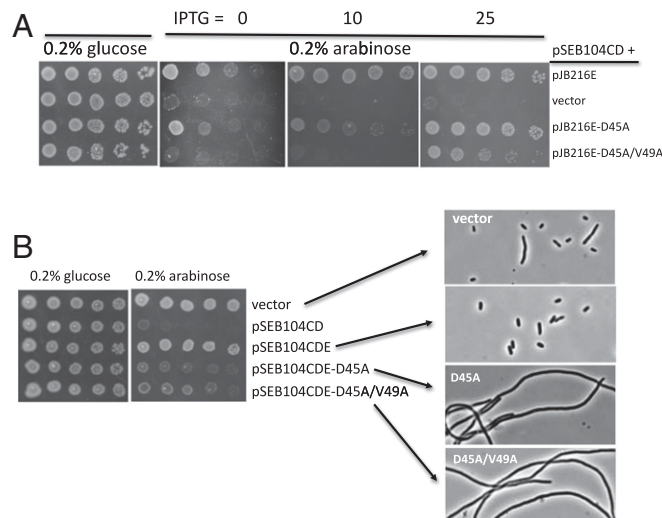 A
IPTG = 0 10 25
0.2% glucose 0.2% arabinose pSEB104CD +
pJB216E
vector
pJB216E-D45A
pJB216E-D45A/V49A
B
0.2% glucose 0.2% arabinose
vector
pSEB104CD
pSEB104CDE
pSEB104CDE-D45A
pSEB104CDE-D45A/V49A
vector
D45A
D45A/V49A